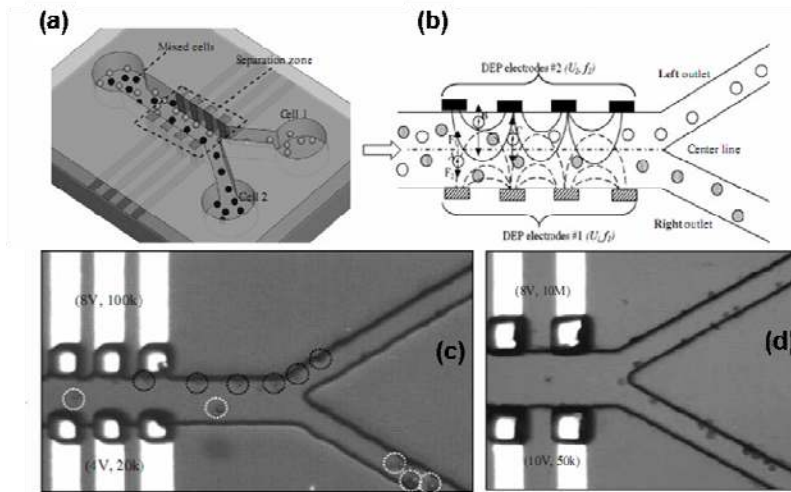 (a)
Mixed cells
Separation zone
Cell 1
Cell 2
(b)
DEP electrodes #2 (U₂, f₂)
Left outlet
Center line
Right outlet
DEP electrodes #1 (U₁, f₁)
(8V, 100k)
(4V, 20k)
(c)
(8V, 10M)
(10V, 50k)
(d)